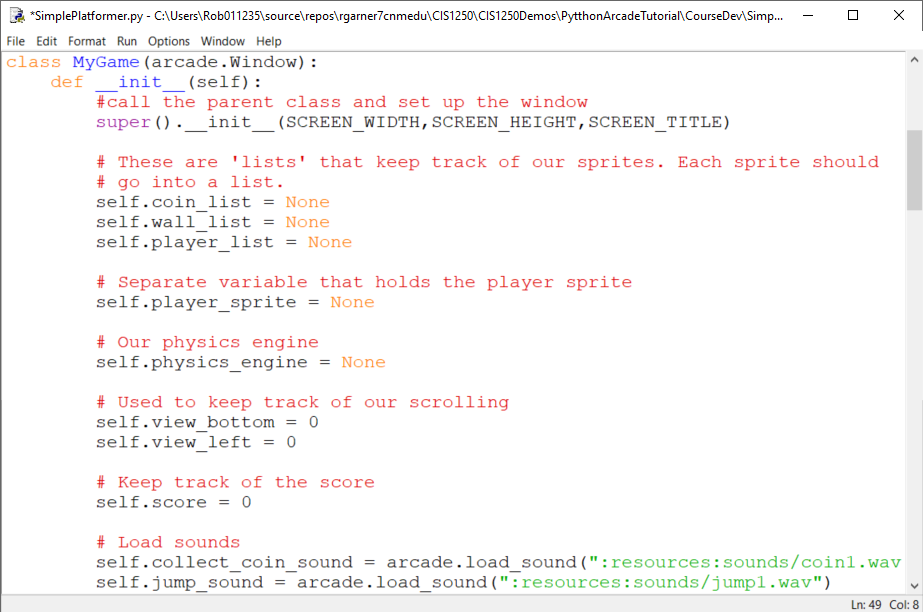 *SimplePlatformer.py - C:\Users\Rob011235\source\repos\rgarner7cnmedu\CIS1250\CIS1250Demos\PytthonArcadeTutorial\CourseDev\Simp...
File Edit Format Run Options Window Help
class MyGame(arcade.Window):
    def __init__(self):
        #call the parent class and set up the window
        super().__init__(SCREEN_WIDTH,SCREEN_HEIGHT,SCREEN_TITLE)

        # These are 'lists' that keep track of our sprites. Each sprite should
        # go into a list.
        self.coin_list = None
        self.wall_list = None
        self.player_list = None

        # Separate variable that holds the player sprite
        self.player_sprite = None

        # Our physics engine
        self.physics_engine = None

        # Used to keep track of our scrolling
        self.view_bottom = 0
        self.view_left = 0

        # Keep track of the score
        self.score = 0

        # Load sounds
        self.collect_coin_sound = arcade.load_sound(":resources:sounds/coin1.wav
        self.jump_sound = arcade.load_sound(":resources:sounds/jump1.wav")
Ln: 49 Col: 8